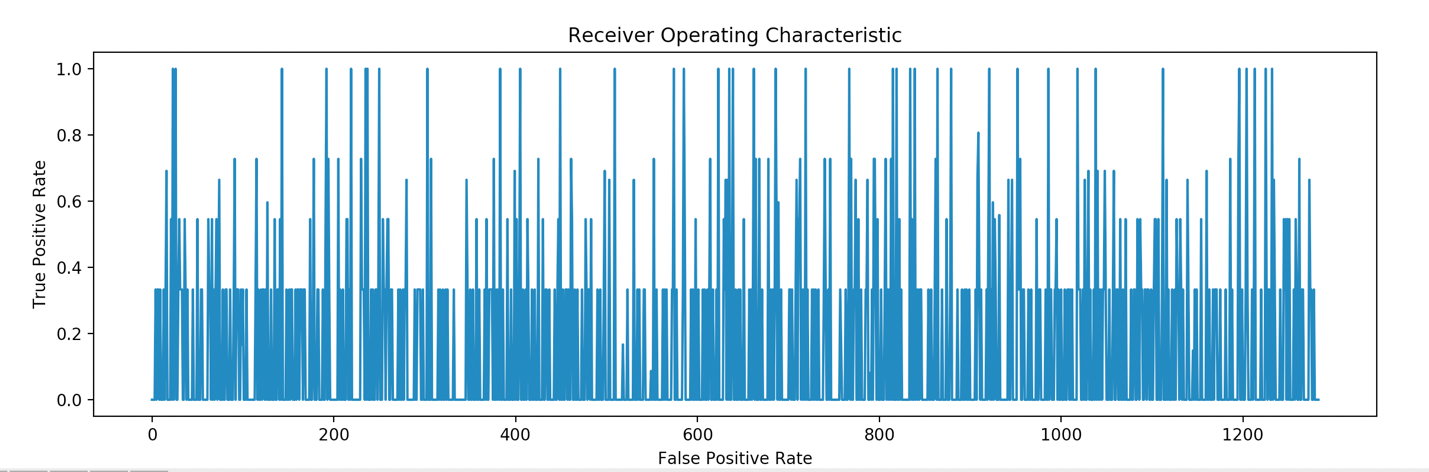 Receiver Operating Characteristic
True Positive Rate
1.0
0.8
0.6
0.4
0.2
0.0
0 200 400 600 800 1000 1200
False Positive Rate